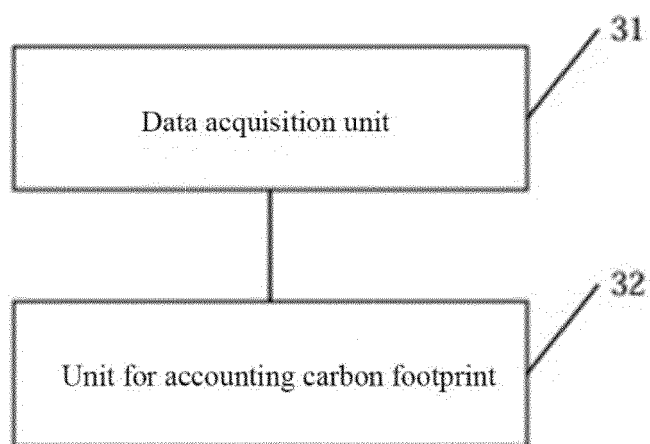 31
Data acquisition unit
32
Unit for accounting carbon footprint